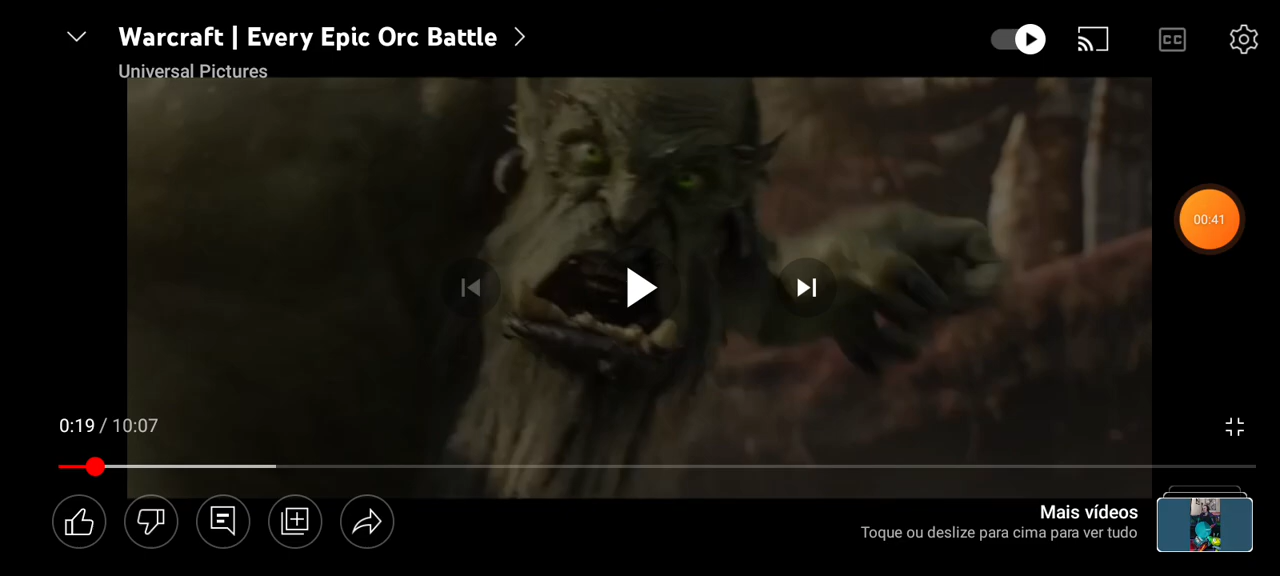 Warcraft | Every Epic Orc Battle
Universal Pictures
CC
00:41
0:19 / 10:07
Mais vídeos
Toque ou deslize para cima para ver tudo